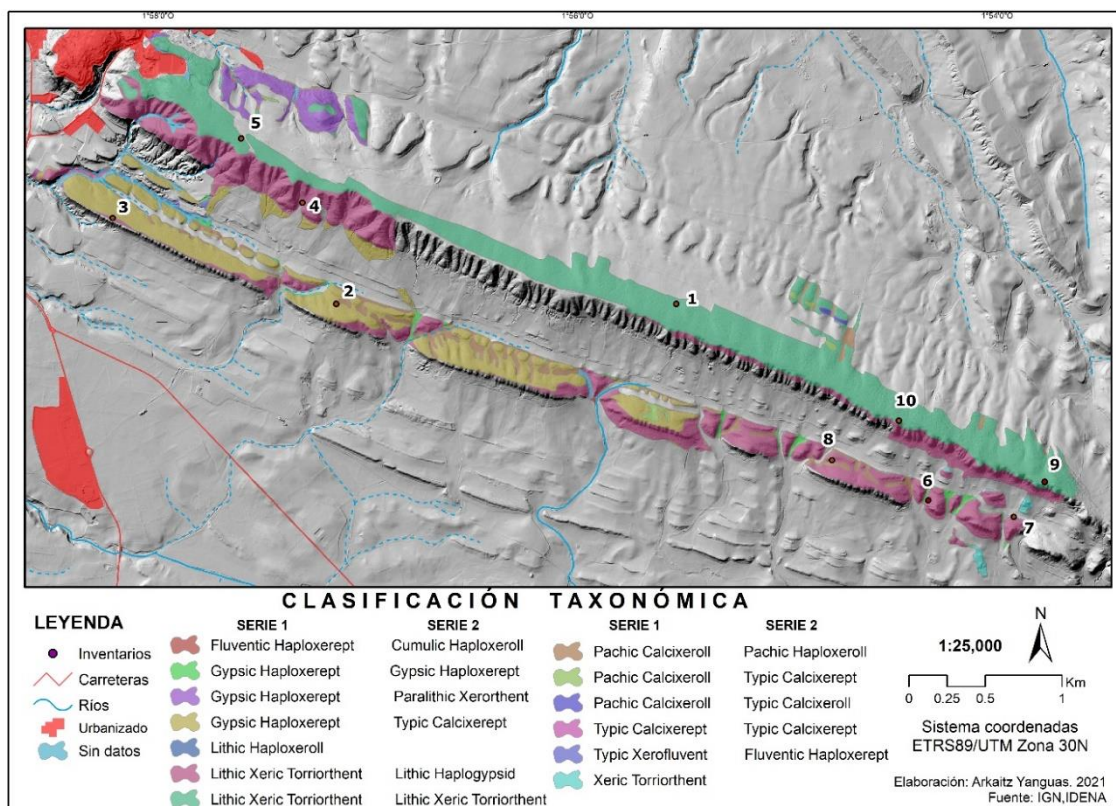 1°58'0"O 1°56'0"O 1°54'0"O
5
3
4
2
1
10
8
9
6
7
CLASIFICACIÓN TAXONÓMICA
LEYENDA
Inventarios
Carreteras
Ríos
Urbanizado
Sin datos
SERIE 1 SERIE 2
Fluventic Haploxerept Cumulic Haploxeroll
Gypsic Haploxerept Gypsic Haploxerept
Gypsic Haploxerept Paralithic Xerorthent
Gypsic Haploxerept Typic Calcixerept
Lithic Haploxeroll
Lithic Xeric Torriorthent Lithic Haplogypsid
Lithic Xeric Torriorthent Lithic Xeric Torriorthent
SERIE 1 SERIE 2
Pachic Calcixeroll Pachic Haploxeroll
Pachic Calcixeroll Typic Calcixerept
Pachic Calcixeroll Typic Calcixeroll
Typic Calcixerept Typic Calcixerept
Typic Xerofluvent Fluventic Haploxerept
Xeric Torriorthent
N
1:25,000
Km
0 0.25 0.5 1
Sistema coordenadas
ETRS89/UTM Zona 30N
Elaboración: Arkaitz Yanguas. 2021
Fuente: IGN,IDENA